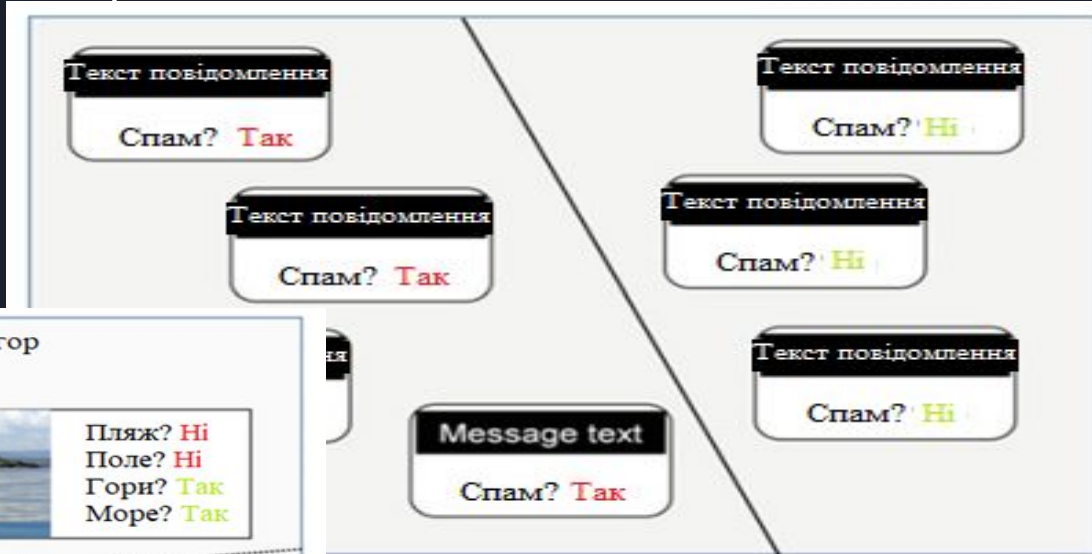 Текст повідомлення
Спам? Так
Текст повідомлення
Спам? Ні
Текст повідомлення
Спам? Так
Текст повідомлення
Спам? Ні
Текст повідомлення
Спам? Ні
Message text
Спам? Так
Пляж? Ні
Поле? Ні
Гори? Так
Море? Так